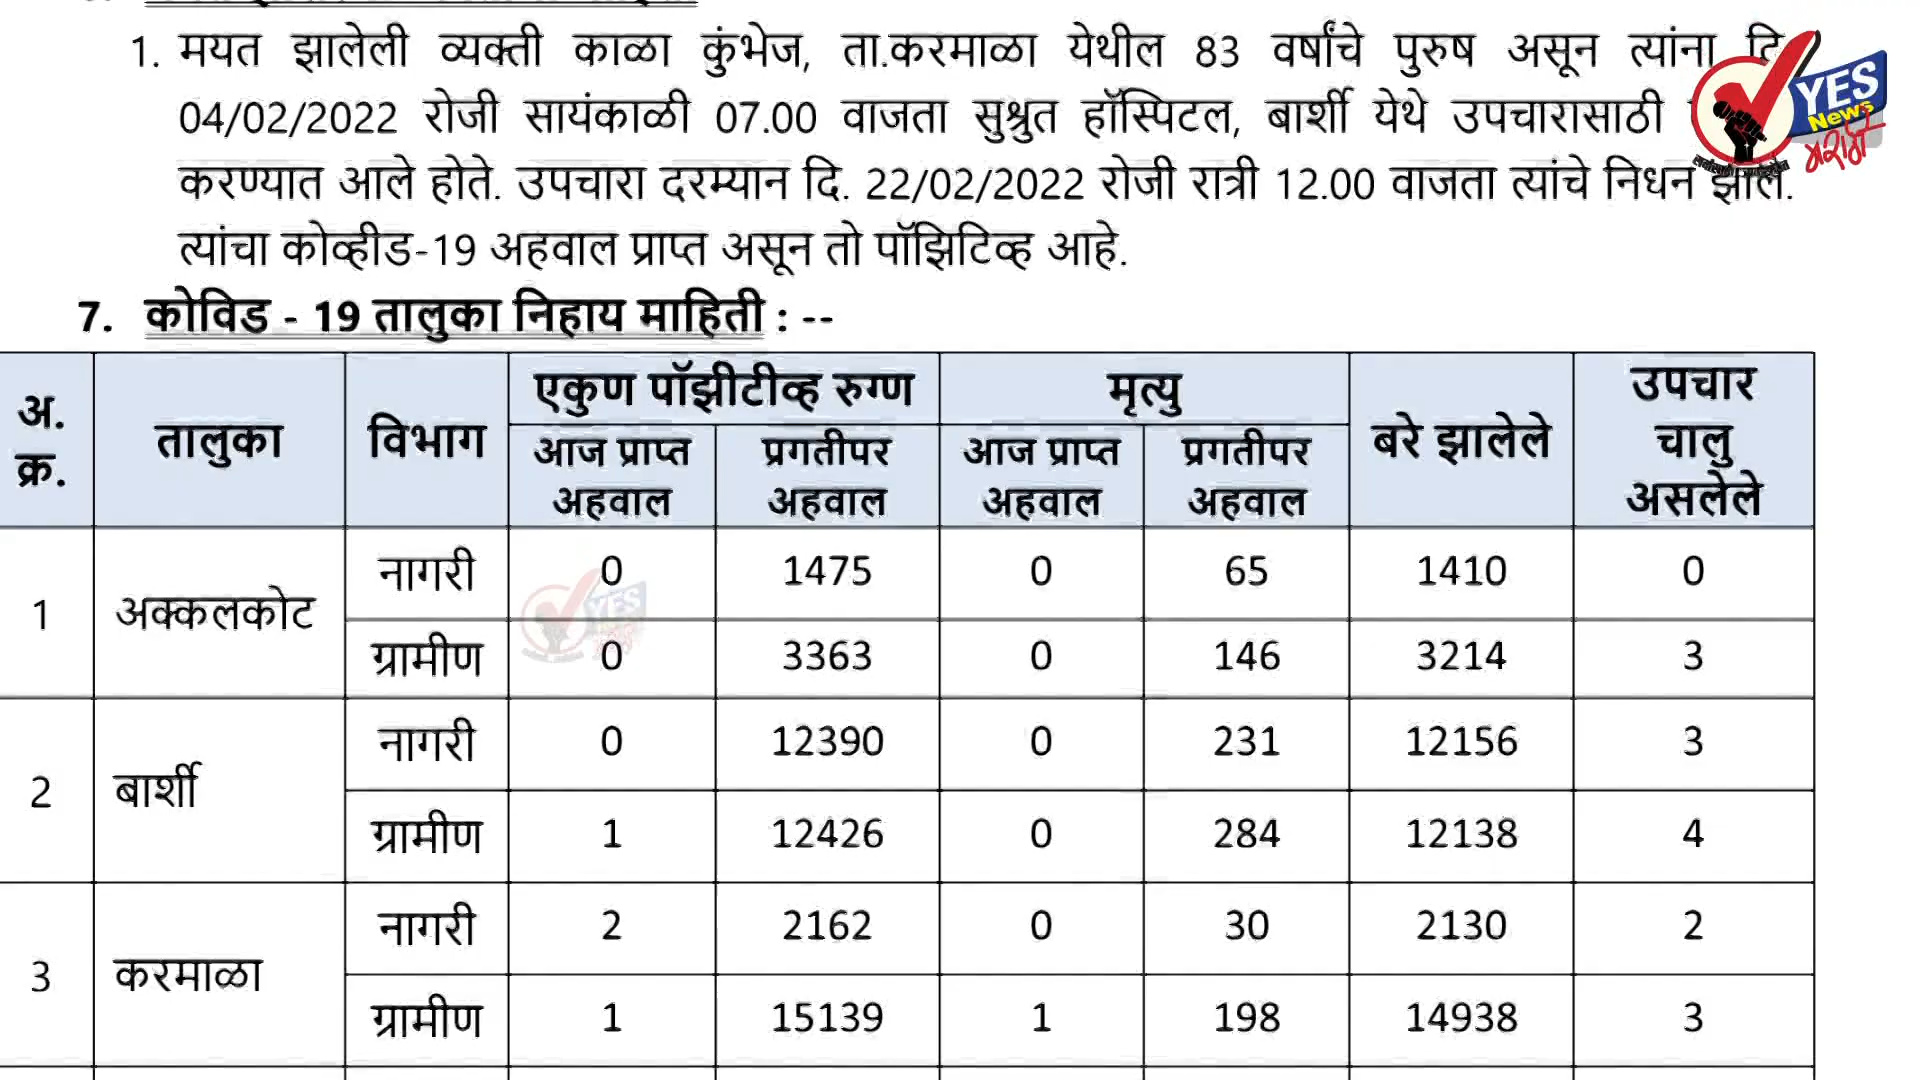 1. मयत झालेली व्यक्ती काळा कुंभेज, ता.करमाळा येथील 83 वर्षांचे पुरुष असून त्यांना दि
04/02/2022 रोजी सायंकाळी 07.00 वाजता सुश्रुत हॉस्पिटल, बार्शी येथे उपचारासाठी
करण्यात आले होते. उपचारा दरम्यान दि. 22/02/2022 रोजी रात्री 12.00 वाजता त्यांचे निधन झाले.
त्यांचा कोव्हीड-19 अहवाल प्राप्त असून तो पॉझिटिव्ह आहे.
YES
News
मराठी
7. कोविड - 19 तालुका निहाय माहिती : --
अ. क्र. तालुका विभाग एकुण पॉझीटीव्ह रुग्ण मृत्यु बरे झालेले उपचार चालु असलेले
आज प्राप्त अहवाल प्रगतीपर अहवाल आज प्राप्त अहवाल प्रगतीपर अहवाल
1 अक्कलकोट नागरी 0 1475 0 65 1410 0
ग्रामीण 0 3363 0 146 3214 3
YES
2 बार्शी नागरी 0 12390 0 231 12156 3
ग्रामीण 1 12426 0 284 12138 4
3 करमाळा नागरी 2 2162 0 30 2130 2
ग्रामीण 1 15139 1 198 14938 3